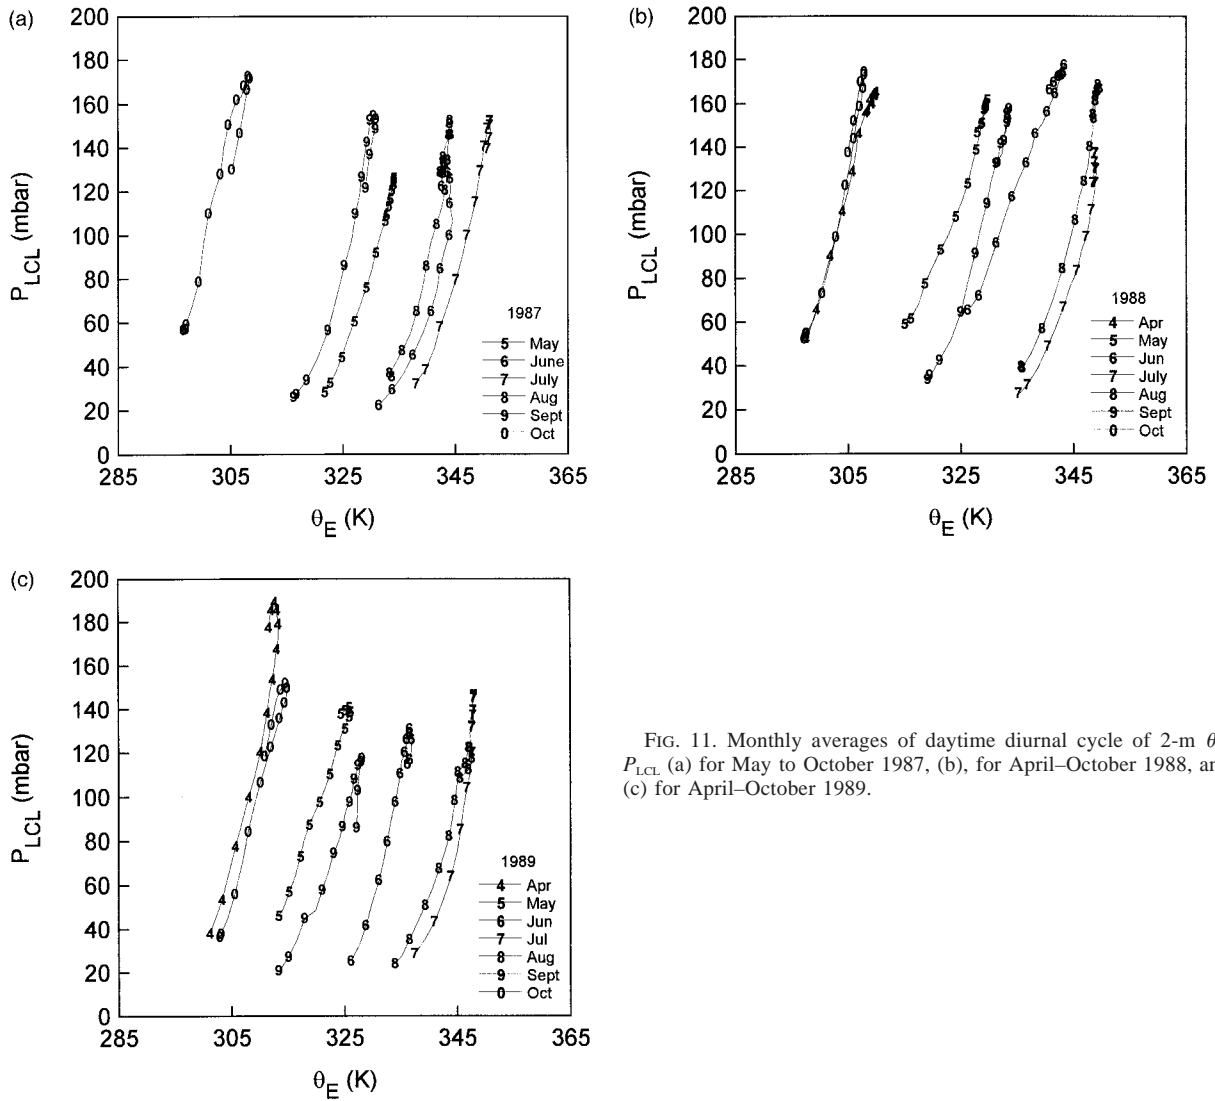 (a)
200
180
160
140
120
100
80
60
40
20
0
P_LCL (mbar)
285
305
325
345
365
θ_E (K)
1987
5 May
6 June
7 July
8 Aug
9 Sept
0 Oct
(b)
200
180
160
140
120
100
80
60
40
20
0
P_LCL (mbar)
285
305
325
345
365
θ_E (K)
1988
4 Apr
5 May
6 Jun
7 July
8 Aug
9 Sept
0 Oct
(c)
200
180
160
140
120
100
80
60
40
20
0
P_LCL (mbar)
285
305
325
345
365
θ_E (K)
1989
4 Apr
5 May
6 Jun
7 Jul
8 Aug
9 Sept
0 Oct
FIG. 11. Monthly averages of daytime diurnal cycle of 2-m θ
P_LCL (a) for May to October 1987, (b), for April–October 1988, an
(c) for April–October 1989.